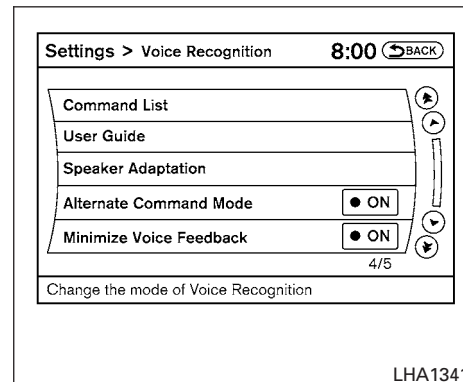 Settings > Voice Recognition 8:00 BACK
Command List
User Guide
Speaker Adaptation
Alternate Command Mode ON
Minimize Voice Feedback ON
4/5
Change the mode of Voice Recognition
LHA1341